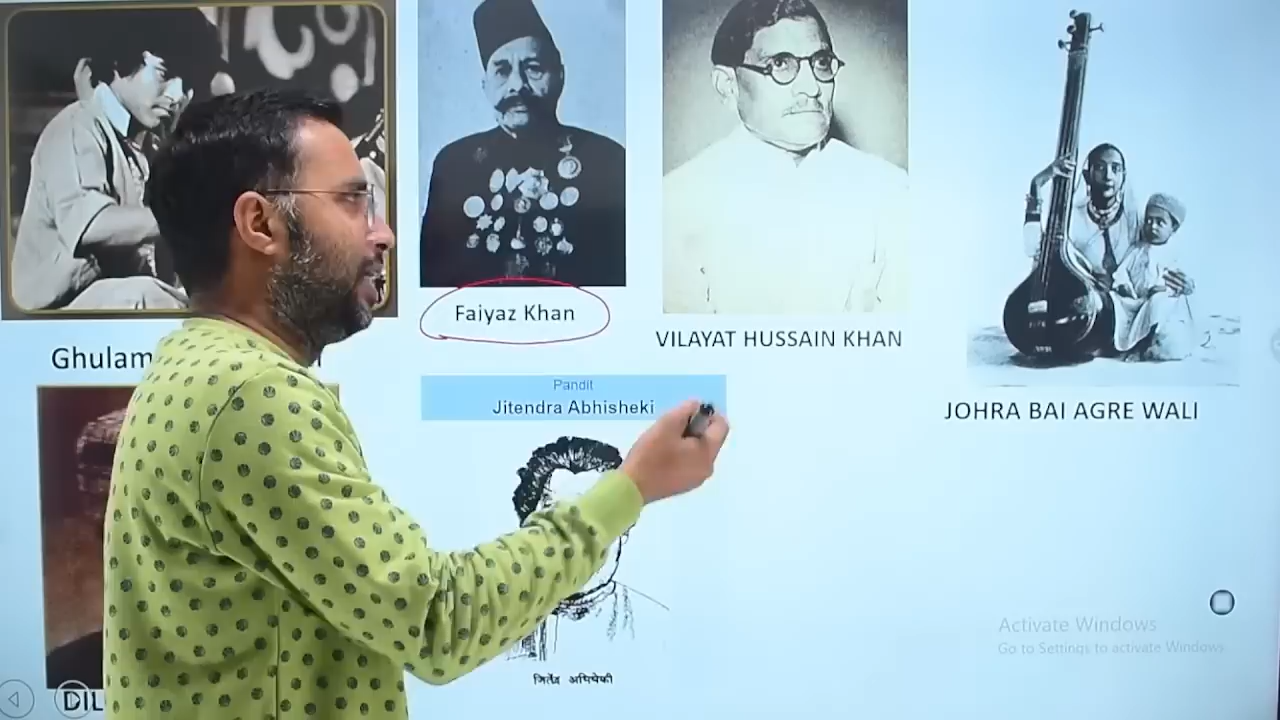 Faiyaz Khan
VILAYAT HUSSAIN KHAN
Ghulam
Pandit
Jitendra Abhisheki
JOHRA BAI AGRE WALI
Activate Windows
Go to Settings to activate Windows.
जितेंद्र अभिषेकी
DIL